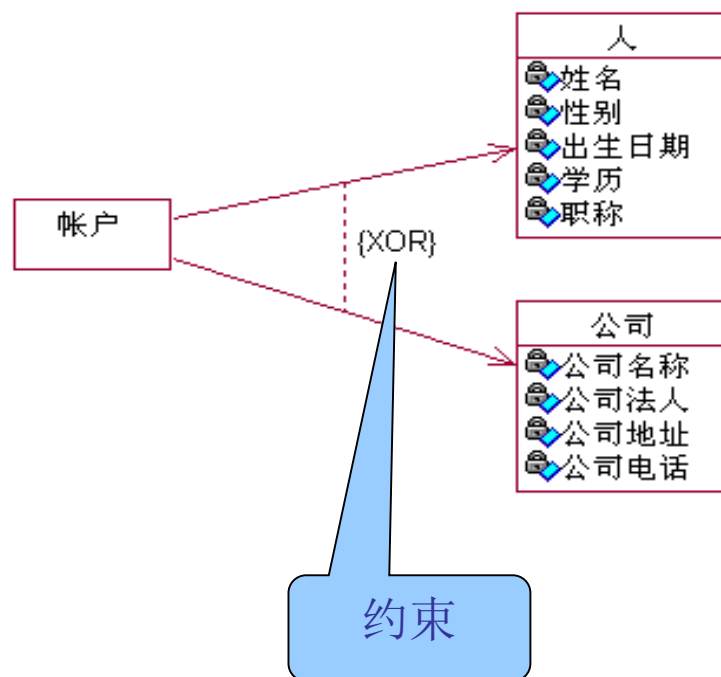 人
姓名
性别
出生日期
学历
职称
帐户
{XOR}
公司
公司名称
公司法人
公司地址
公司电话
约束